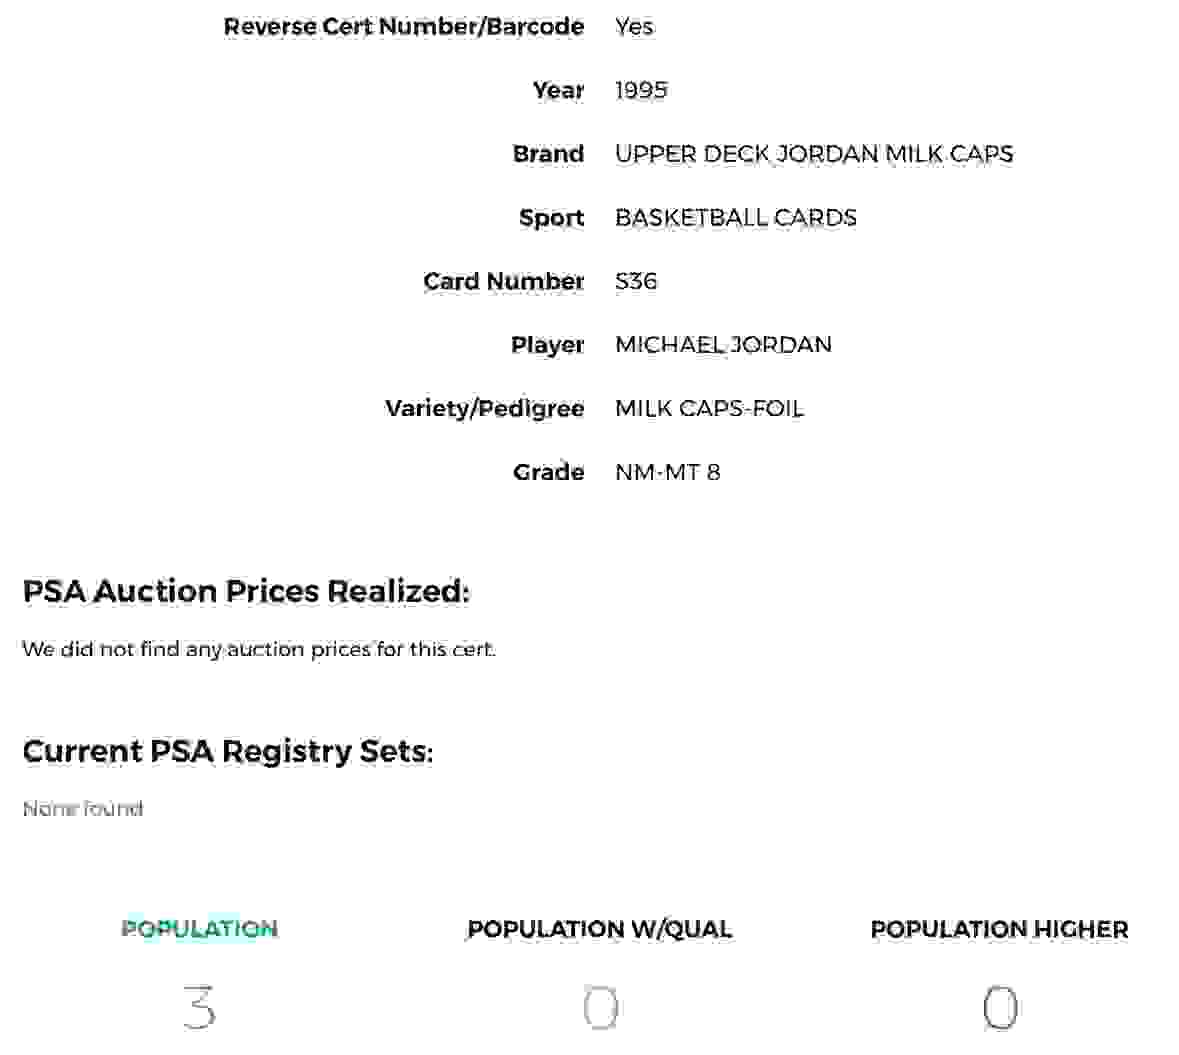 Reverse Cert Number/Barcode Yes
Year 1995
Brand UPPER DECK JORDAN MILK CAPS
Sport BASKETBALL CARDS
Card Number S36
Player MICHAEL JORDAN
Variety/Pedigree MILK CAPS-FOIL
Grade NM-MT 8
PSA Auction Prices Realized:
We did not find any auction prices for this cert.
Current PSA Registry Sets:
None found
POPULATION POPULATION W/QUAL POPULATION HIGHER
3 0 0